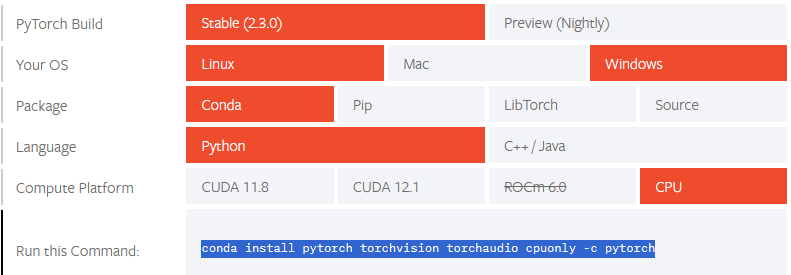 PyTorch Build Stable (2.3.0) Preview (Nightly)
Your OS Linux Mac Windows
Package Conda Pip LibTorch Source
Language Python C++ / Java
Compute Platform CUDA 11.8 CUDA 12.1 ROCm 6.0 CPU
Run this Command: conda install pytorch torchvision torchaudio cpuonly -c pytorch